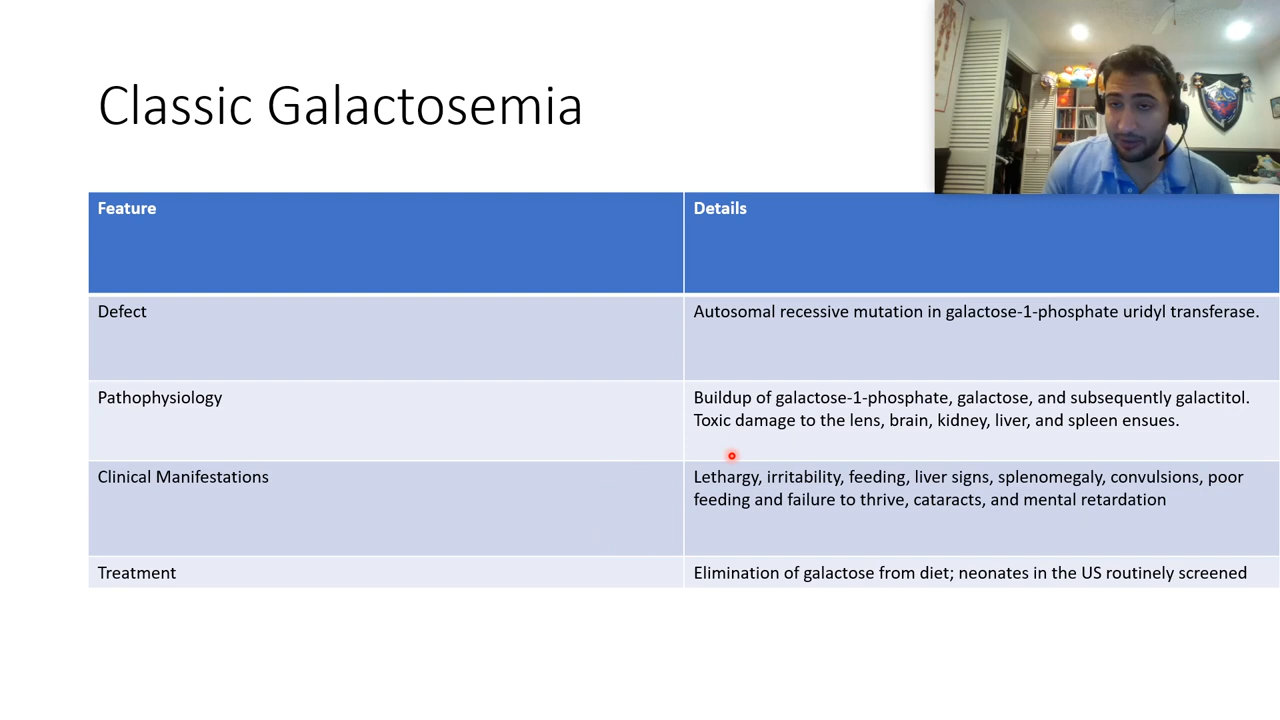 Classic Galactosemia
Feature
Details
Defect
Autosomal recessive mutation in galactose-1-phosphate uridyl transferase.
Pathophysiology
Buildup of galactose-1-phosphate, galactose, and subsequently galactitol.
Toxic damage to the lens, brain, kidney, liver, and spleen ensues.
Clinical Manifestations
Lethargy, irritability, feeding, liver signs, splenomegaly, convulsions, poor
feeding and failure to thrive, cataracts, and mental retardation
Treatment
Elimination of galactose from diet; neonates in the US routinely screened